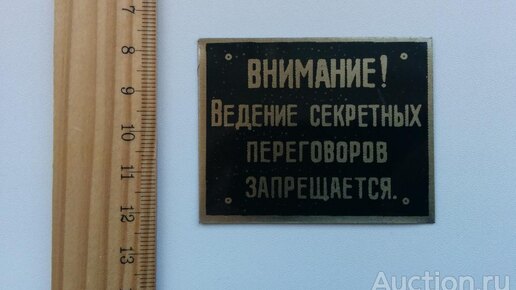 ВНИМАНИЕ!
ВЕДЕНИЕ СЕКРЕТНЫХ
ПЕРЕГОВОРОВ
ЗАПРЕЩАЕТСЯ.
7
8
9
10
11
12
13
Auction.ru